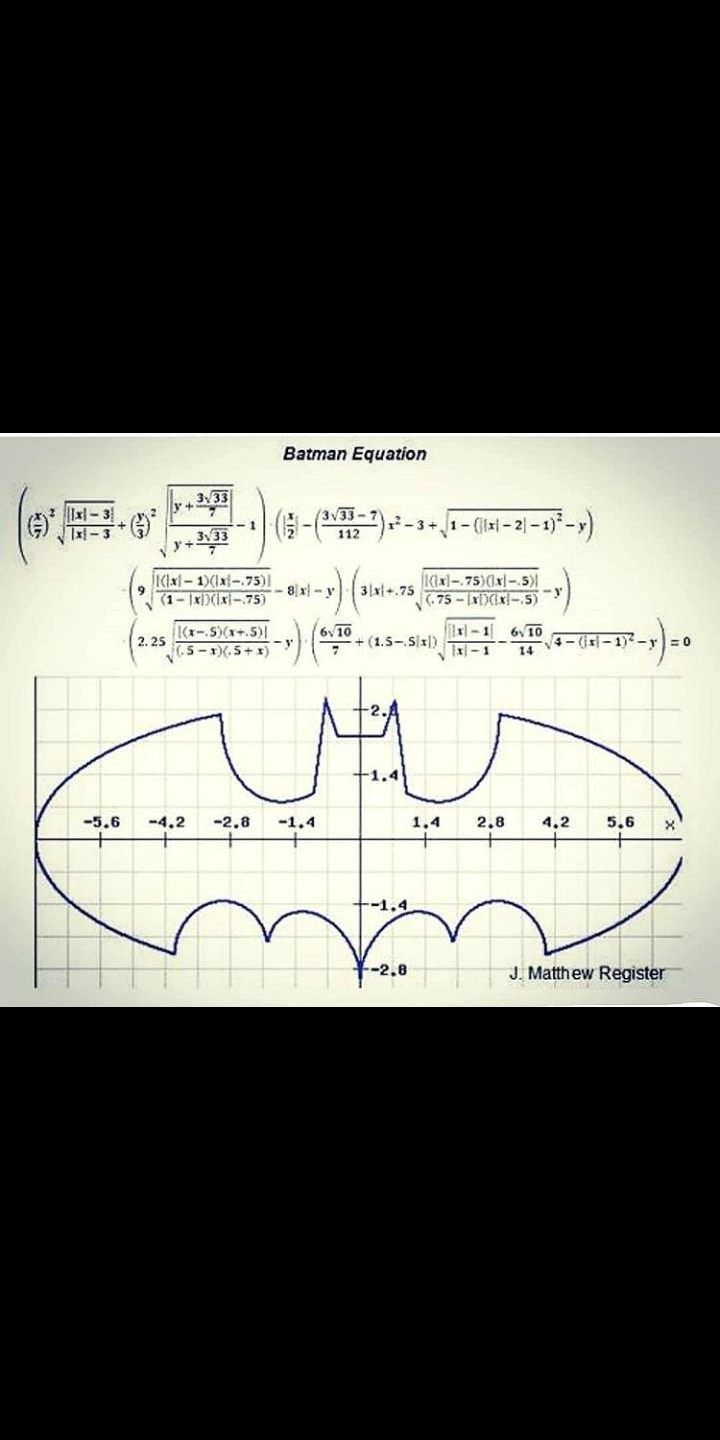 Batman Equation
((x/7)² √(||x|−3|/(|x|−3)) + (y/3)² √(|y+(3√33)/7|/(y+(3√33)/7)) − 1) · (|x/2| − ((3√33−7)/112)x² − 3 + √(1−(||x|−2|−1)²) − y)
· (9√(|(|x|−1)(|x|−.75)|/((1−|x|)(|x|−.75))) − 8|x| − y) · (3|x|+.75√(|(|x|−.75)(|x|−.5)|/((.75−|x|)(|x|−.5))) − y)
· (2.25√(|(x−.5)(x+.5)|/((.5−x)(.5+x))) − y) · ((6√10)/7 + (1.5−.5|x|)√(||x|−1|/(|x|−1)) − (6√10)/14 √(4−(|x|−1)²) − y) = 0
1.4
-5.6 -4.2 -2.8 -1.4 1.4 2.8 4.2 5.6 x
-1.4
-2.8
J. Matthew Register